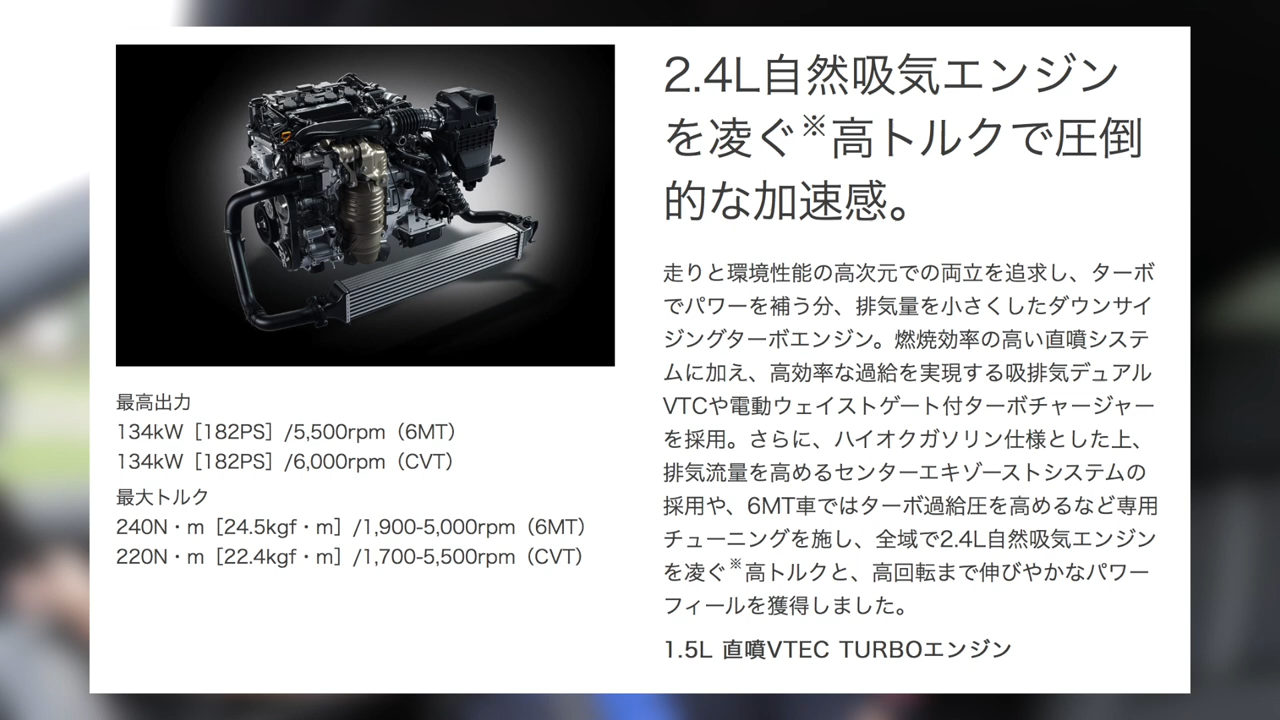 2.4L自然吸気エンジン
を凌ぐ※高トルクで圧倒
的な加速感。
走りと環境性能の高次元での両立を追求し、ターボ
でパワーを補う分、排気量を小さくしたダウンサイ
ジングターボエンジン。燃焼効率の高い直噴システ
ムに加え、高効率な過給を実現する吸排気デュアル
VTCや電動ウェイストゲート付ターボチャージャー
を採用。さらに、ハイオクガソリン仕様とした上、
排気流量を高めるセンターエキゾーストシステムの
採用や、6MT車ではターボ過給圧を高めるなど専用
チューニングを施し、全域で2.4L自然吸気エンジン
を凌ぐ※高トルクと、高回転まで伸びやかなパワー
フィールを獲得しました。
1.5L 直噴VTEC TURBOエンジン
最高出力
134kW［182PS］/5,500rpm（6MT）
134kW［182PS］/6,000rpm（CVT）
最大トルク
240N・m［24.5kgf・m］/1,900-5,000rpm（6MT）
220N・m［22.4kgf・m］/1,700-5,500rpm（CVT）